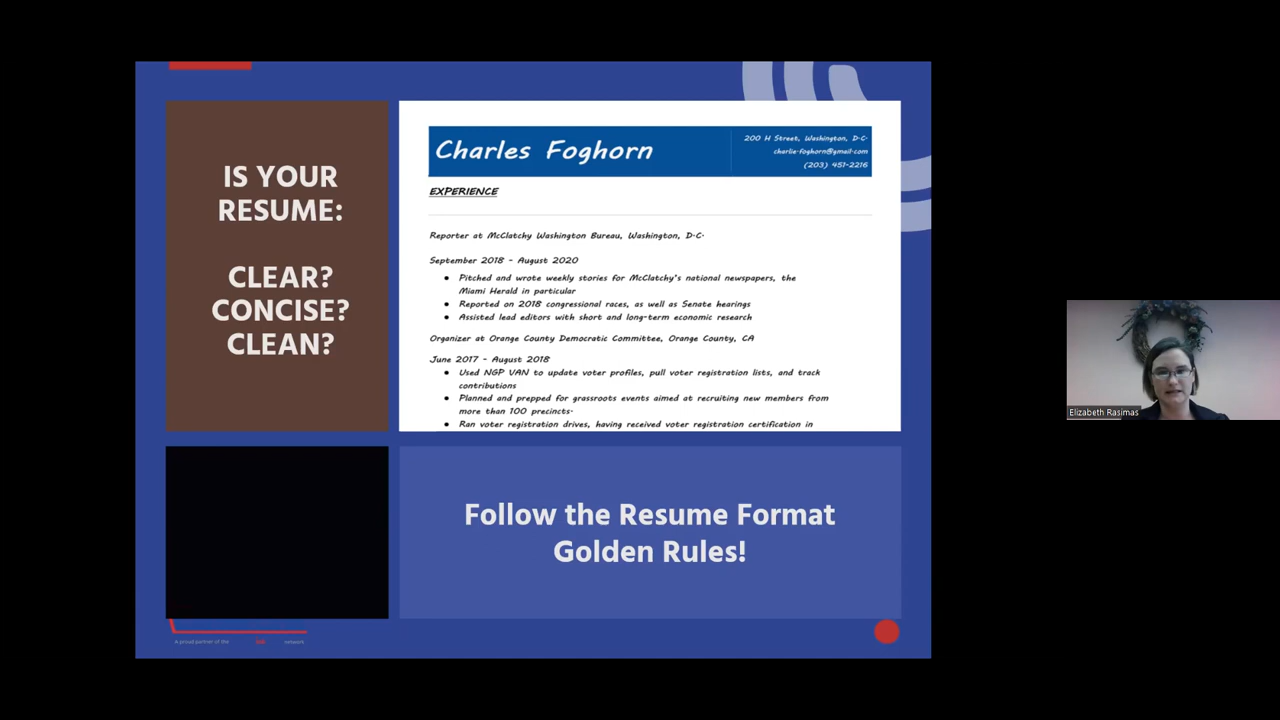 IS YOUR
RESUME:
CLEAR?
CONCISE?
CLEAN?
Charles Foghorn
200 H Street, Washington, D.C.
charlie.foghorn@gmail.com
(203) 451-2216
EXPERIENCE
Reporter at McClatchy Washington Bureau, Washington, D.C.
September 2018 - August 2020
● Pitched and wrote weekly stories for McClatchy's national newspapers, the
Miami Herald in particular
● Reported on 2018 congressional races, as well as Senate hearings
● Assisted lead editors with short and long-term economic research
Organizer at Orange County Democratic Committee, Orange County, CA
June 2017 - August 2018
● Used NGP VAN to update voter profiles, pull voter registration lists, and track
contributions
● Planned and prepped for grassroots events aimed at recruiting new members from
more than 100 precincts.
● Ran voter registration drives, having received voter registration certification in
Follow the Resume Format
Golden Rules!
A proud partner of the network
Elizabeth Rasimas